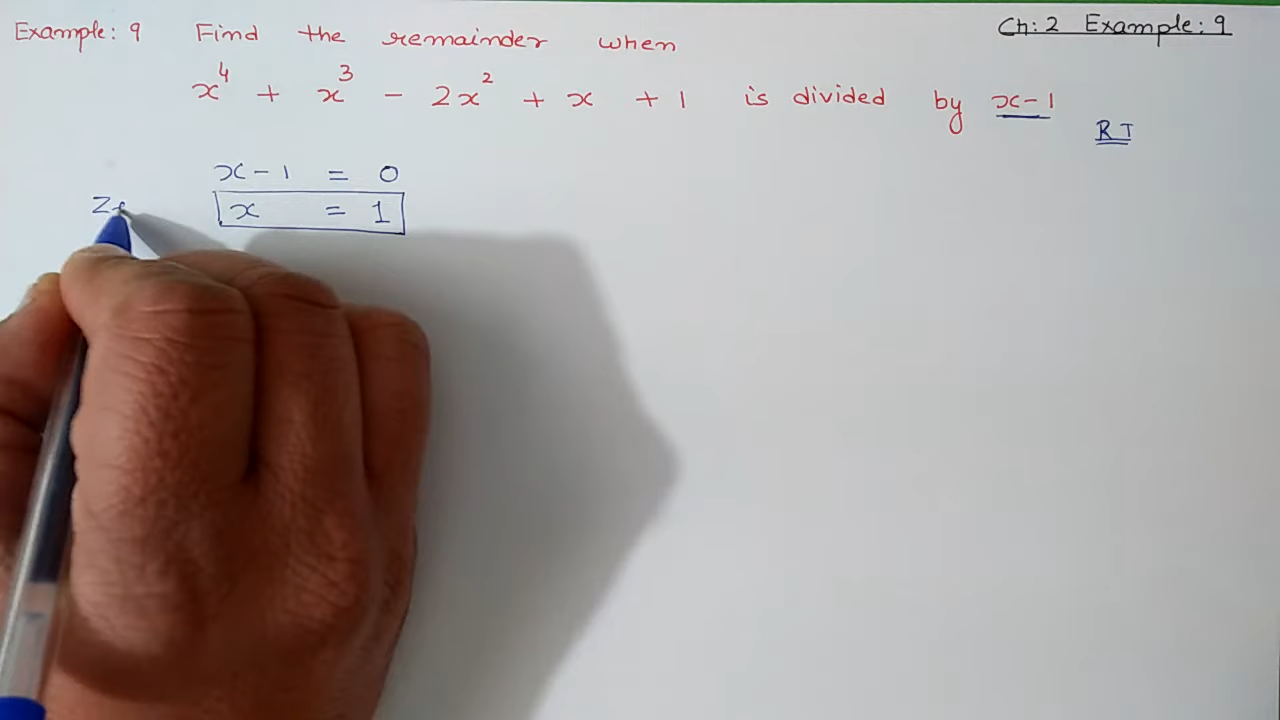 Ch: 2 Example: 9
Example: 9 Find the remainder when
x⁴ + x³ - 2x² + x + 1 is divided by x-1
RT
x-1 = 0
x = 1